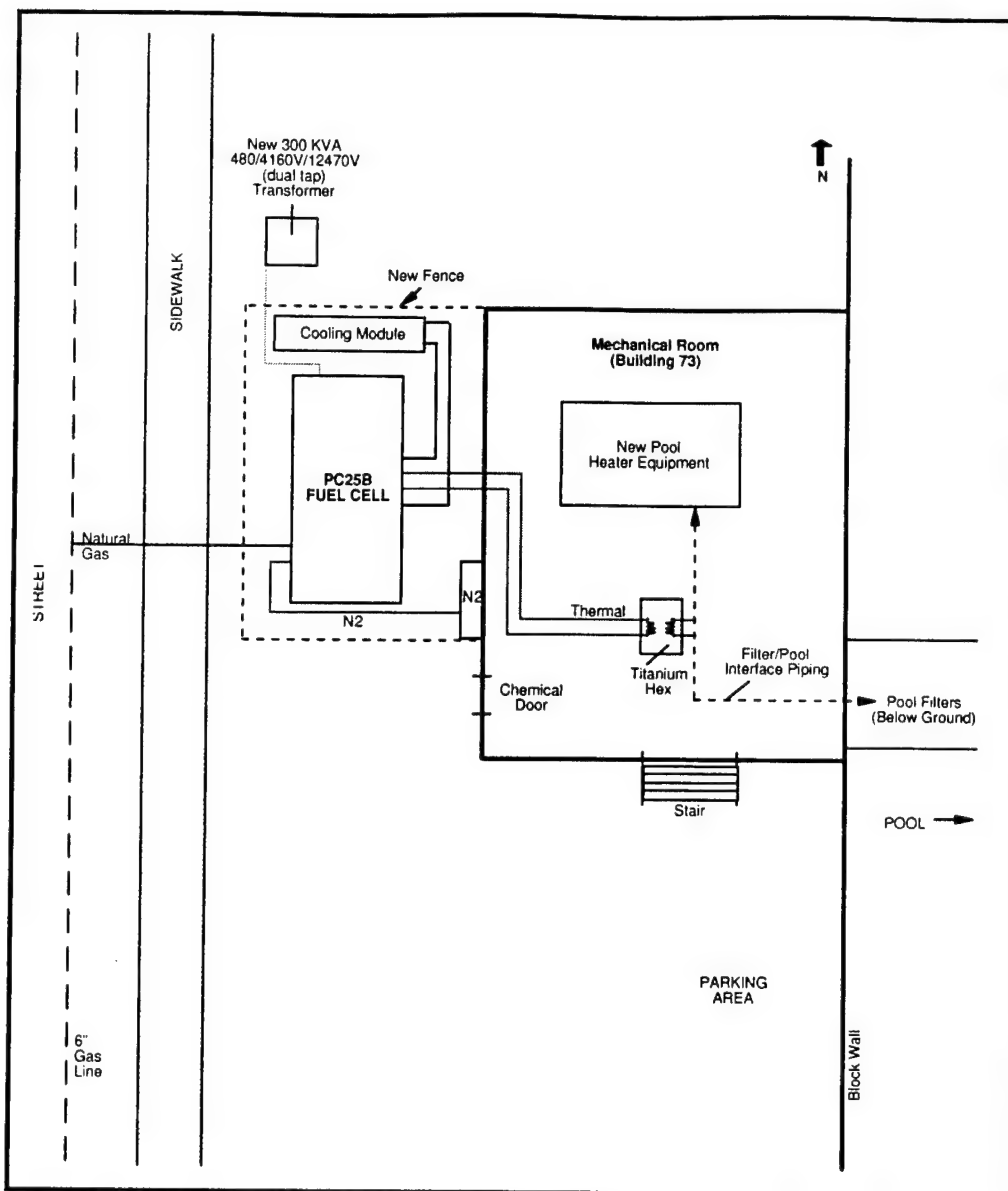 New 300 KVA
480/4160V/12470V
(dual tap)
Transformer
N
SIDEWALK
New Fence
Cooling Module
Mechanical Room
(Building 73)
New Pool
Heater Equipment
PC25B
FUEL CELL
Natural
Gas
STREET
N2
N2
Thermal
Titanium
Hex
Filter/Pool
Interface Piping
Chemical
Door
Pool Filters
(Below Ground)
Stair
POOL
PARKING
AREA
6"
Gas
Line
Block Wall